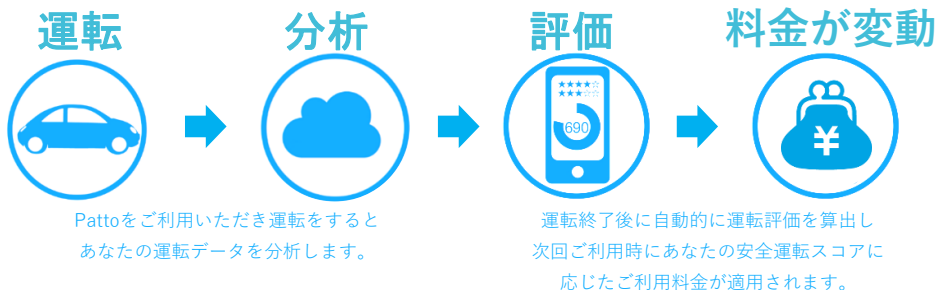 運転
分析
評価
料金が変動
★★★★☆
★★★☆☆
690
¥
Pattoをご利用いただき運転をすると
あなたの運転データを分析します。
運転終了後に自動的に運転評価を算出し
次回ご利用時にあなたの安全運転スコアに
応じたご利用料金が適用されます。